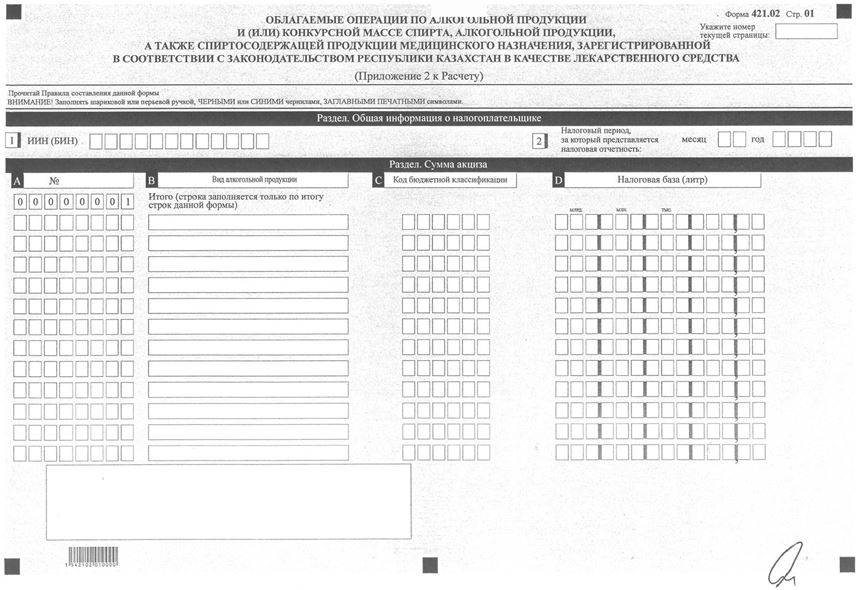 Форма 421.02 Стр. 01
Укажите номер
текущей страницы:
ОБЛАГАЕМЫЕ ОПЕРАЦИИ ПО АЛКОГОЛЬНОЙ ПРОДУКЦИИ
И (ИЛИ) КОНКУРСНОЙ МАССЕ СПИРТА, АЛКОГОЛЬНОЙ ПРОДУКЦИИ,
А ТАКЖЕ СПИРТОСОДЕРЖАЩЕЙ ПРОДУКЦИИ МЕДИЦИНСКОГО НАЗНАЧЕНИЯ, ЗАРЕГИСТРИРОВАННОЙ
В СООТВЕТСТВИИ С ЗАКОНОДАТЕЛЬСТВОМ РЕСПУБЛИКИ КАЗАХСТАН В КАЧЕСТВЕ ЛЕКАРСТВЕННОГО СРЕДСТВА
(Приложение 2 к Расчету)
Прочитай Правила составления данной формы
ВНИМАНИЕ! Заполнять шариковой или перьевой ручкой, ЧЕРНЫМИ или СИНИМИ чернилами, ЗАГЛАВНЫМИ ПЕЧАТНЫМИ символами.
Раздел. Общая информация о налогоплательщике
1 ИИН (БИН)
2 Налоговый период,
за который представляется
налоговая отчетность:
месяц год
Раздел. Сумма акциза
A № B Вид алкогольной продукции C Код бюджетной классификации D Налоговая база (литр)
0 0 0 0 0 0 0 1 Итого (строка заполняется только по итогу
строк данной формы)
млрд. млн. тыс.
1542102010000